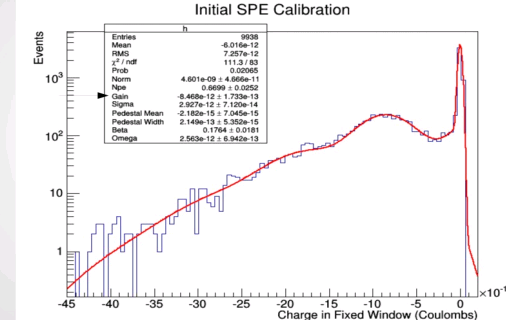 Initial SPE Calibration
h
Entries 9938
Mean -6.016e-12
RMS 7.257e-12
χ² / ndf 111.3 / 83
Prob 0.02065
Norm 4.601e-09 ± 4.666e-11
Npe 0.6699 ± 0.0251
Gain -8.468e-12 ± 1.733e-13
Sigma 2.927e-12 ± 7.120e-14
Pedestal Mean -2.182e-15 ± 7.045e-15
Pedestal Width 2.149e-13 ± 5.352e-15
Beta 0.1764 ± 0.0181
Omega 2.563e-12 ± 6.942e-13
Events
10³
10²
10
1
-45 -40 -35 -30 -25 -20 -15 -10 -5 0
Charge in Fixed Window (Coulombs)